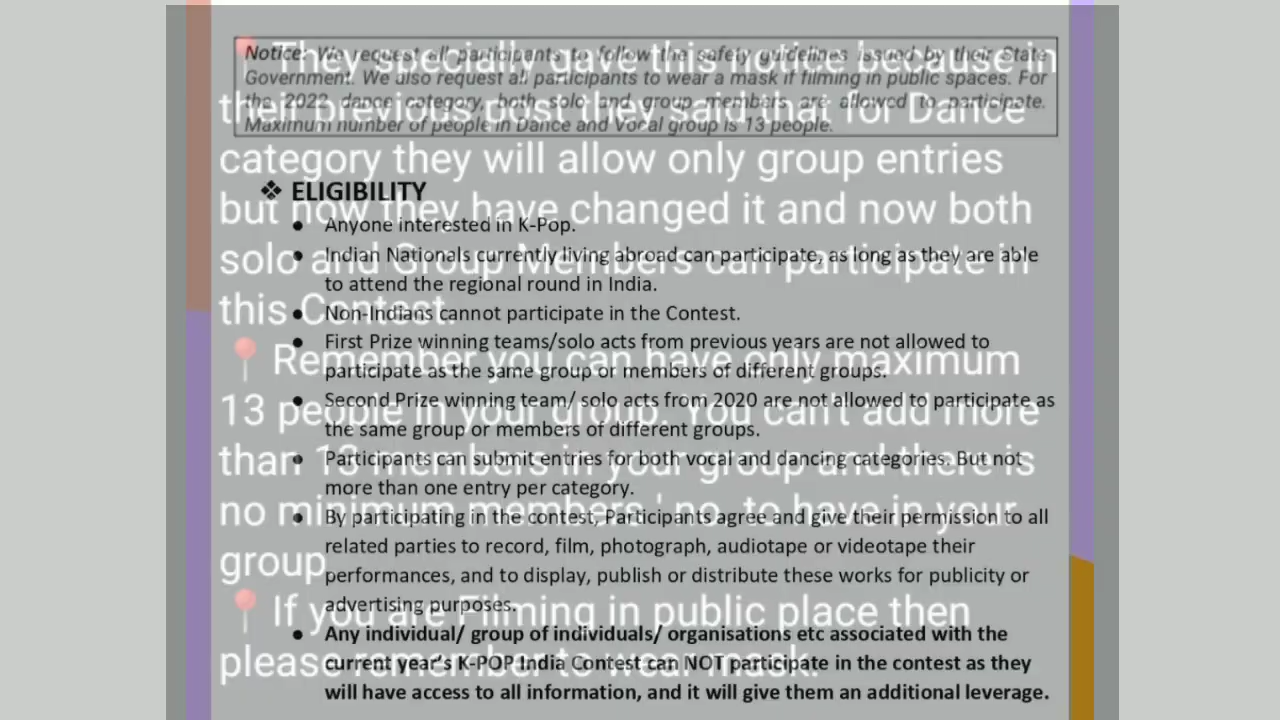 Notice: We request all participants to follow the safety guidelines issued by their State
Government. We also request all participants to wear a mask if filming in public spaces. For
the 2022 dance category, both solo and group members are allowed to participate.
Maximum number of people in Dance and Vocal group is 13 people.
❖ ELIGIBILITY
● Anyone interested in K-Pop.
● Indian Nationals currently living abroad can participate, as long as they are able
to attend the regional round in India.
● Non-Indians cannot participate in the Contest.
● First Prize winning teams/solo acts from previous years are not allowed to
participate as the same group or members of different groups.
● Second Prize winning team/ solo acts from 2020 are not allowed to participate as
the same group or members of different groups.
● Participants can submit entries for both vocal and dancing categories. But not
more than one entry per category.
● By participating in the contest, Participants agree and give their permission to all
related parties to record, film, photograph, audiotape or videotape their
performances, and to display, publish or distribute these works for publicity or
advertising purposes.
● Any individual/ group of individuals/ organisations etc associated with the
current year's K-POP India Contest can NOT participate in the contest as they
will have access to all information, and it will give them an additional leverage.
📍They specially gave this notice because in
their previous post they said that for Dance
category they will allow only group entries
but now they have changed it and now both
solo and Group Members can participate in
this Contest.
📍Remember you can have only maximum
13 people in your group. You can't add more
than 13 members in your group and there is
no minimum members ' no. to have in your
group
📍If you are Filming in public place then
please remember to wear mask.